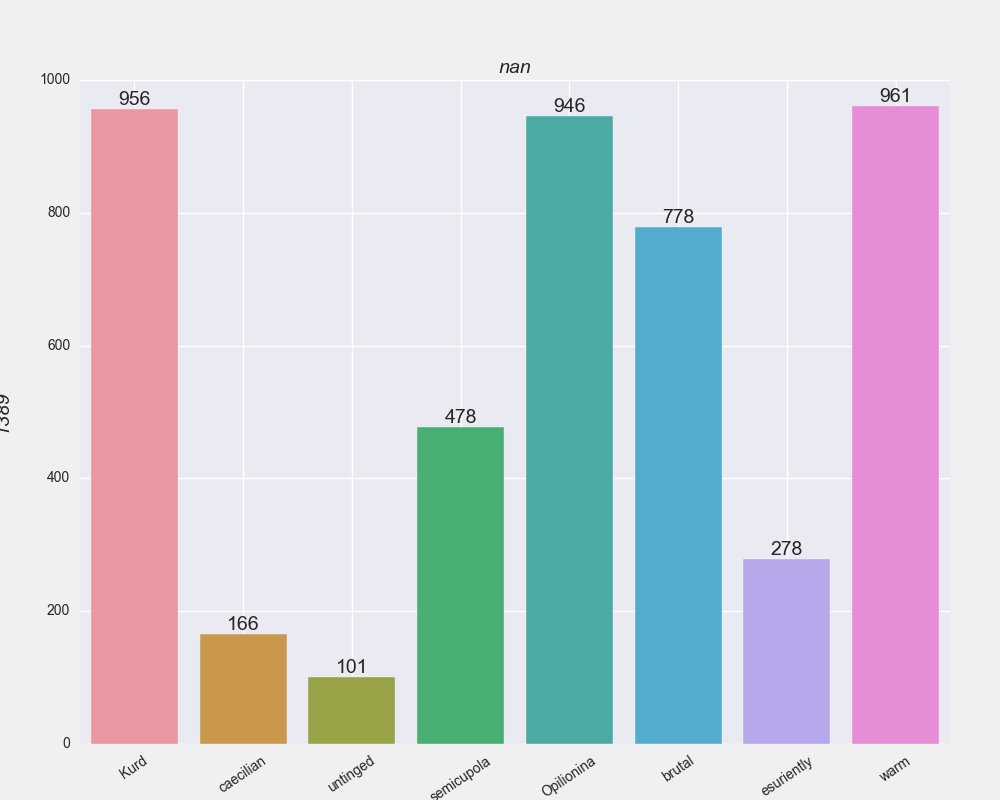 nan
1389
1000
800
600
400
200
0
956
166
101
478
946
778
278
961
Kurd
caecilian
untinged
semicupola
Opilionina
brutal
esuriently
warm